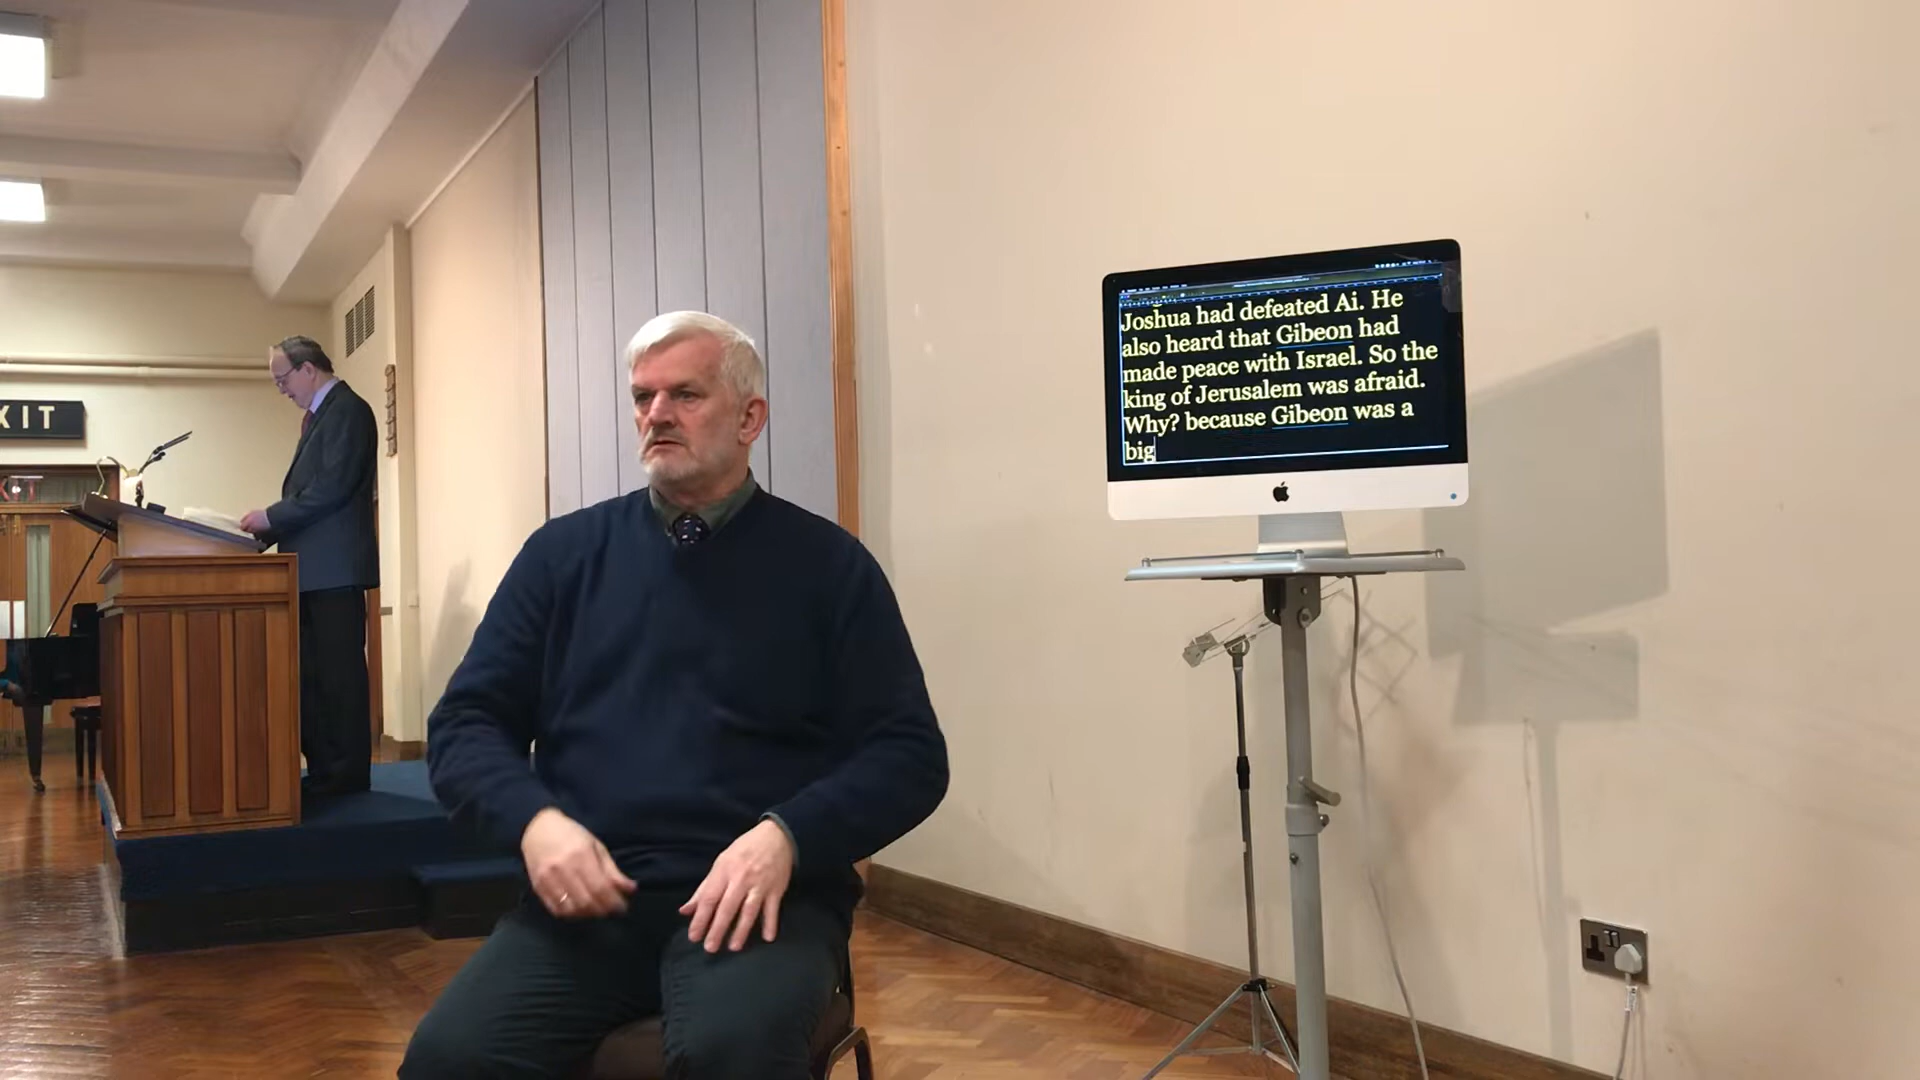 XIT
XIT
Joshua had defeated Ai. He
also heard that Gibeon had
made peace with Israel. So the
king of Jerusalem was afraid.
Why? because Gibeon was a
big